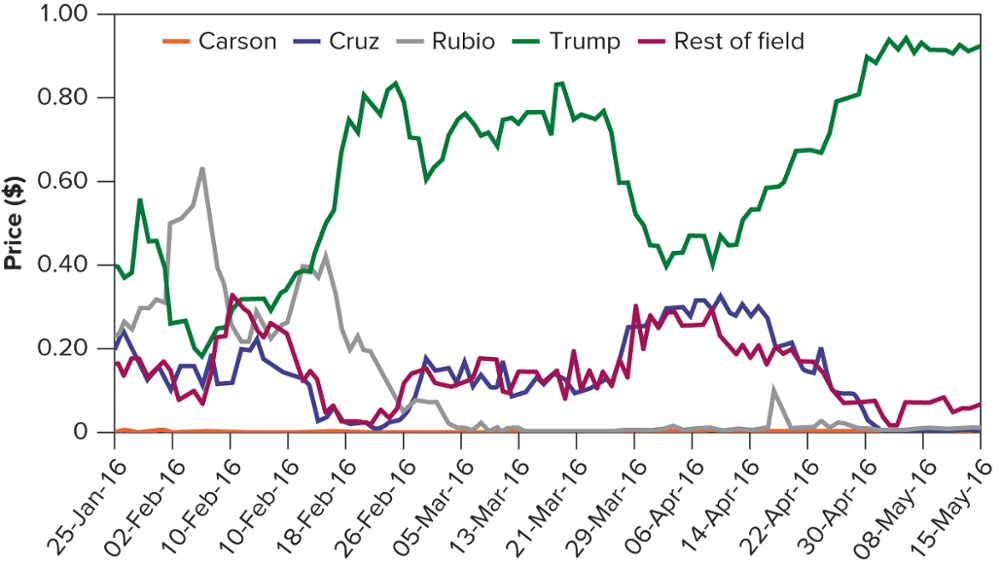 1.00
Carson Cruz Rubio Trump Rest of field
0.80
0.60
0.40
0.20
0
Price ($)
25-Jan-16
02-Feb-16
10-Feb-16
10-Feb-16
18-Feb-16
26-Feb-16
05-Mar-16
13-Mar-16
21-Mar-16
29-Mar-16
06-Apr-16
14-Apr-16
22-Apr-16
30-Apr-16
08-May-16
15-May-16